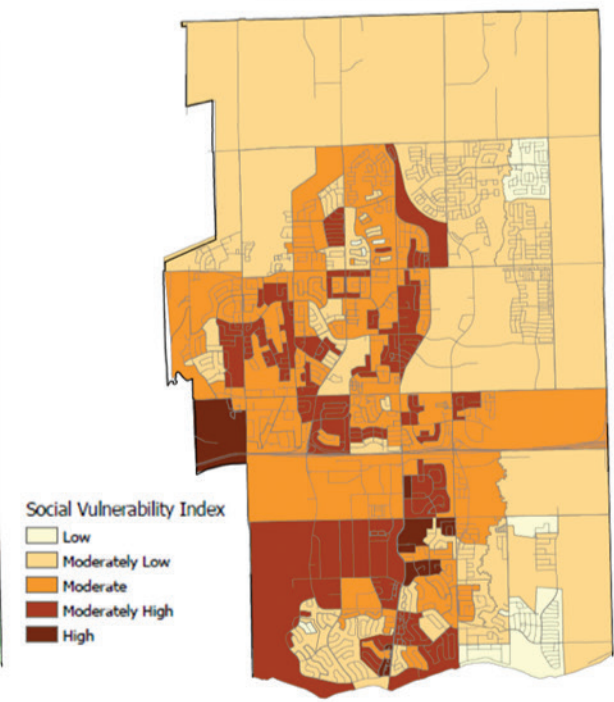 Social Vulnerability Index
Low
Moderately Low
Moderate
Moderately High
High